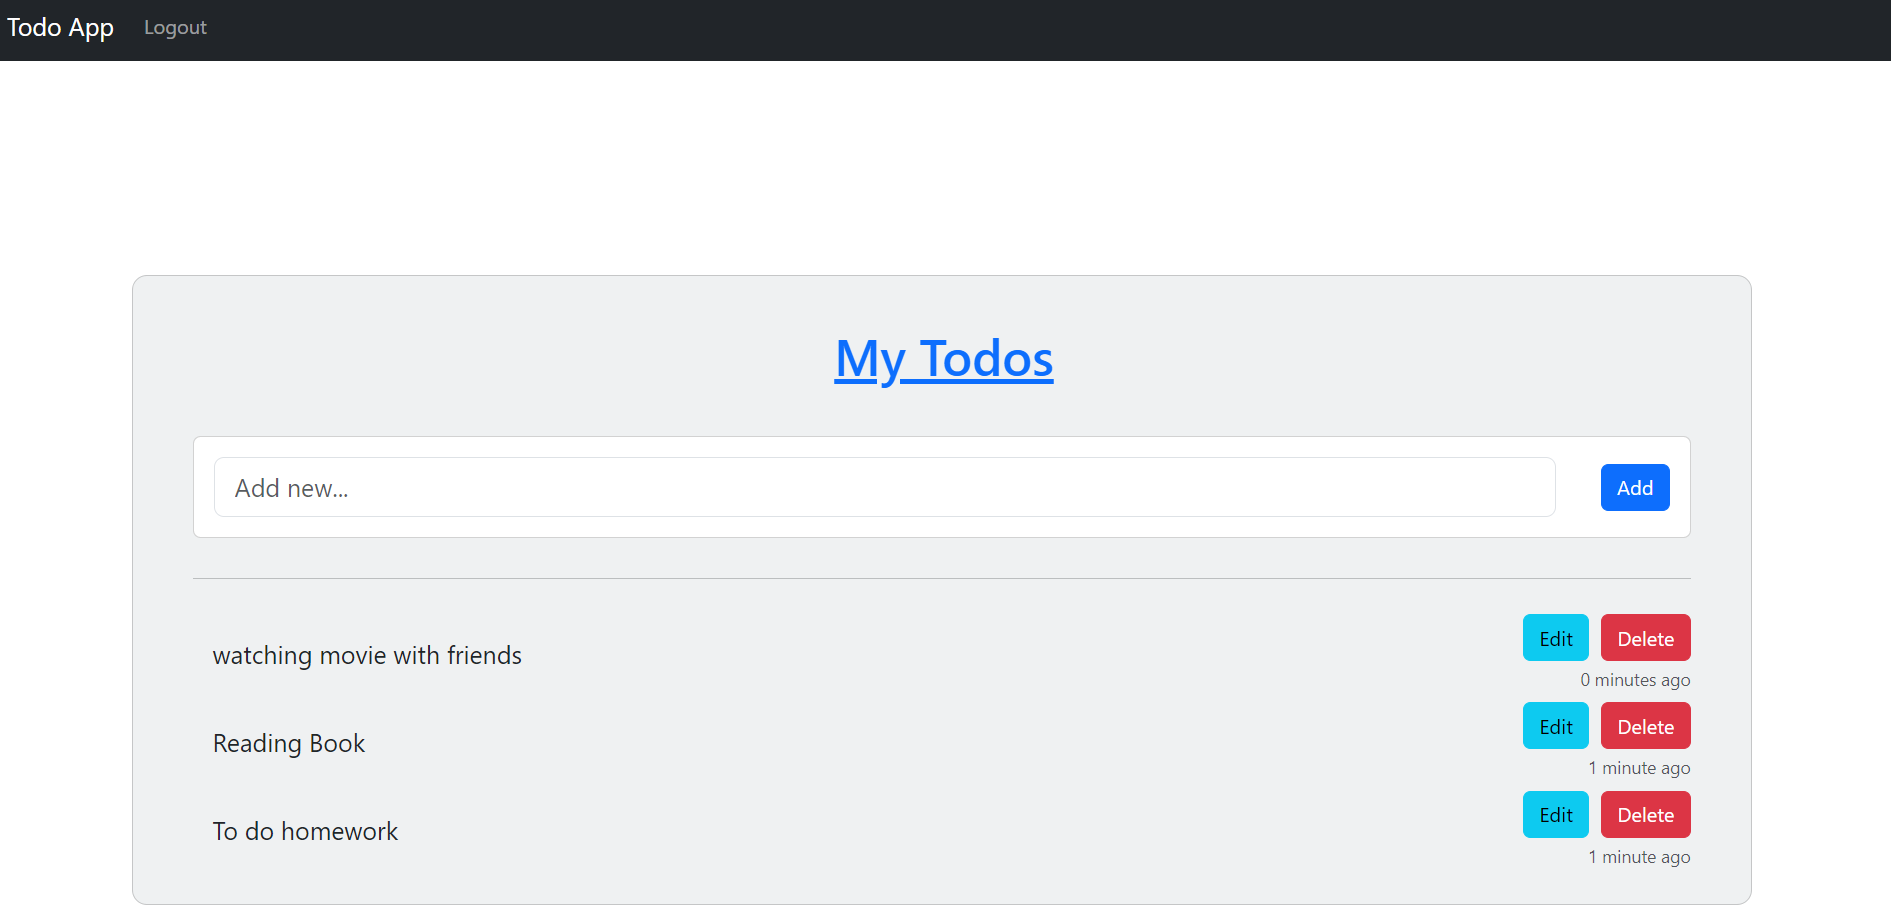 Todo App Logout
My Todos
Add new... Add
watching movie with friends Edit Delete
0 minutes ago
Reading Book Edit Delete
1 minute ago
To do homework Edit Delete
1 minute ago